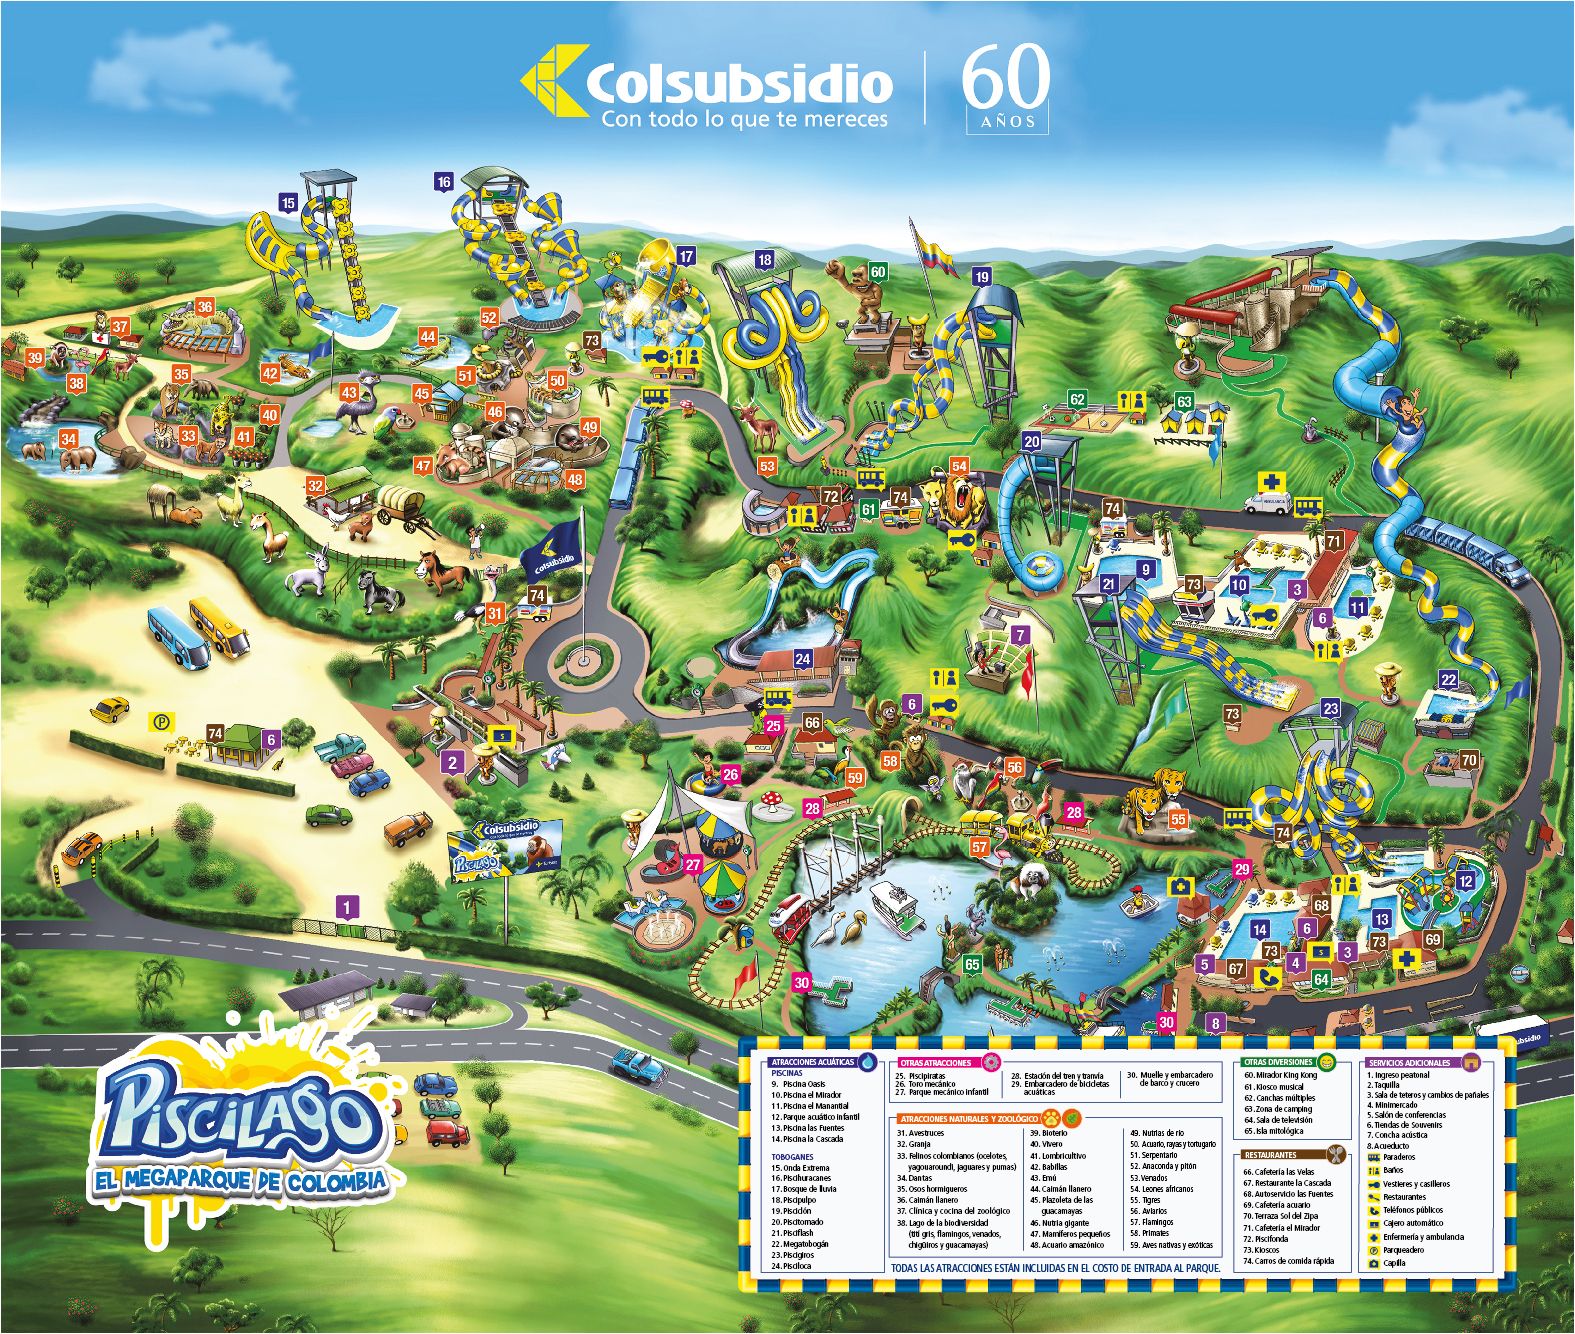 Colsubsidio
Con todo lo que te mereces
60
AÑOS
15
16
17
18
60
19
36
37
52
44
39
38
35
42
43
45
51
50
73
40
34
33
41
46
49
47
48
32
53
72
61
74
54
62
63
20
74
71
9
21
73
10
3
11
6
Colsubsidio
74
31
7
24
22
2
74
6
25
66
6
73
23
70
26
58
59
28
56
28
55
57
74
27
29
12
1
Colsubsidio
PISCILAGO
14
68
6
13
73
73
69
5
67
4
3
64
65
30
30
8
PISCILAGO
EL MEGAPARQUE DE COLOMBIA
ATRACCIONES ACUÁTICAS
PISCINAS
9. Piscina Oasis
10. Piscina el Mirador
11. Piscina el Manantial
12. Parque acuático infantil
13. Piscina las Fuentes
14. Piscina la Cascada
TOBOGANES
15. Onda Extrema
16. Piscihuracanes
17. Bosque de lluvia
18. Piscipulpo
19. Pisciclón
20. Piscitornado
21. Pisciflash
22. Megatobogán
23. Piscigiros
24. Pisciloca
OTRAS ATRACCIONES
25. Piscipiratas
26. Toro mecánico
27. Parque mecánico infantil
28. Estación del tren y tranvía
29. Embarcadero de bicicletas
acuáticas
30. Muelle y embarcadero
de barco y crucero
ATRACCIONES NATURALES Y ZOOLÓGICO
31. Avestruces
32. Granja
33. Felinos colombianos (ocelotes,
yagouaroundi, jaguares y pumas)
34. Dantas
35. Osos hormigueros
36. Caimán llanero
37. Clínica y cocina del zoológico
38. Lago de la biodiversidad
(tití gris, flamingos, venados,
chigüiros y guacamayas)
39. Bioterio
40. Vivero
41. Lombricultivo
42. Babillas
43. Emú
44. Caimán llanero
45. Plazoleta de las
guacamayas
46. Nutria gigante
47. Mamíferos pequeños
48. Acuario amazónico
49. Nutrias de río
50. Acuario, rayas y tortugario
51. Serpentario
52. Anaconda y pitón
53. Venados
54. Leones africanos
55. Tigres
56. Aviarios
57. Flamingos
58. Primates
59. Aves nativas y exóticas
TODAS LAS ATRACCIONES ESTÁN INCLUIDAS EN EL COSTO DE ENTRADA AL PARQUE.
OTRAS DIVERSIONES
60. Mirador King Kong
61. Kiosco musical
62. Canchas múltiples
63. Zona de camping
64. Sala de televisión
65. Isla mitológica
RESTAURANTES
66. Cafetería las Velas
67. Restaurante la Cascada
68. Autoservicio las Fuentes
69. Cafetería acuario
70. Terraza Sol del Zipa
71. Cafetería el Mirador
72. Piscifonda
73. Kioscos
74. Carros de comida rápida
SERVICIOS ADICIONALES
1. Ingreso peatonal
2. Taquilla
3. Sala de teteros y cambios de pañales
4. Minimercado
5. Salón de conferencias
6. Tiendas de Souvenirs
7. Concha acústica
8. Acueducto
Paraderos
Baños
Vestieres y casilleros
Restaurantes
Teléfonos públicos
Cajero automático
Enfermería y ambulancia
P Parqueadero
Capilla